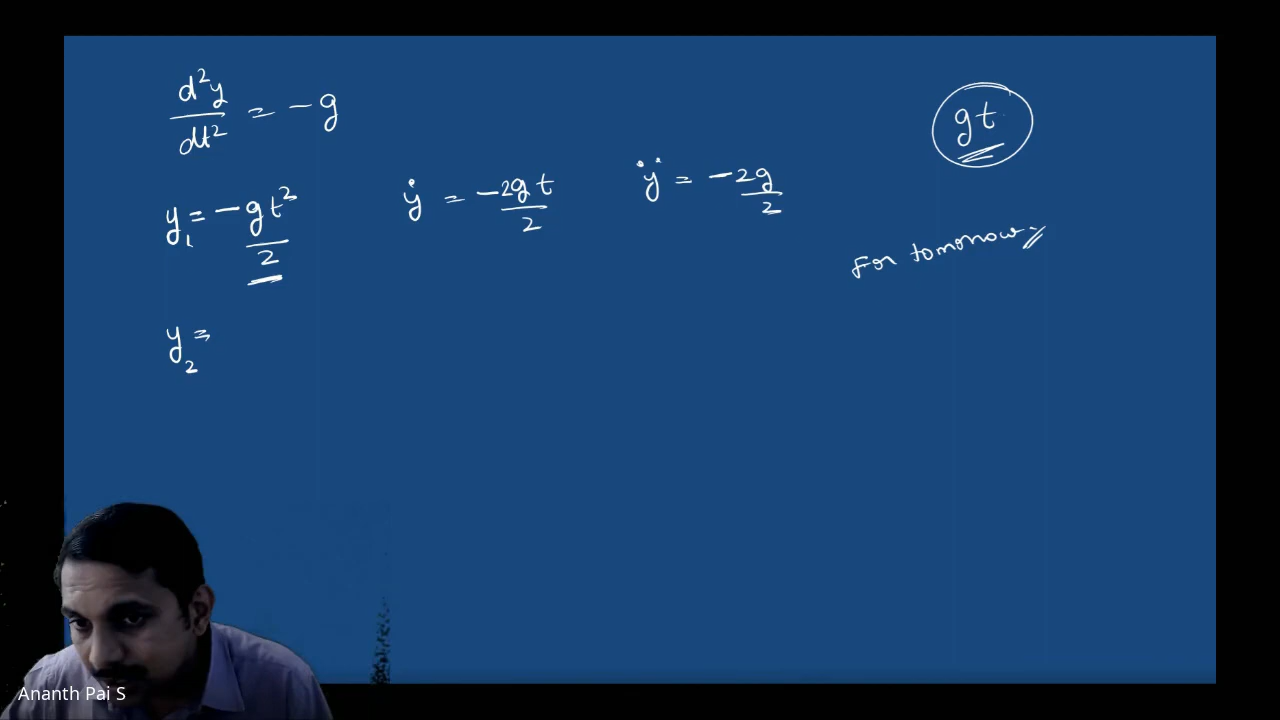 d²y/dt² = -g
gt
y₁ = -gt²/2
ẏ = -2gt/2
ÿ = -2g/2
For tomorrow
y₂ =
Ananth Pai S